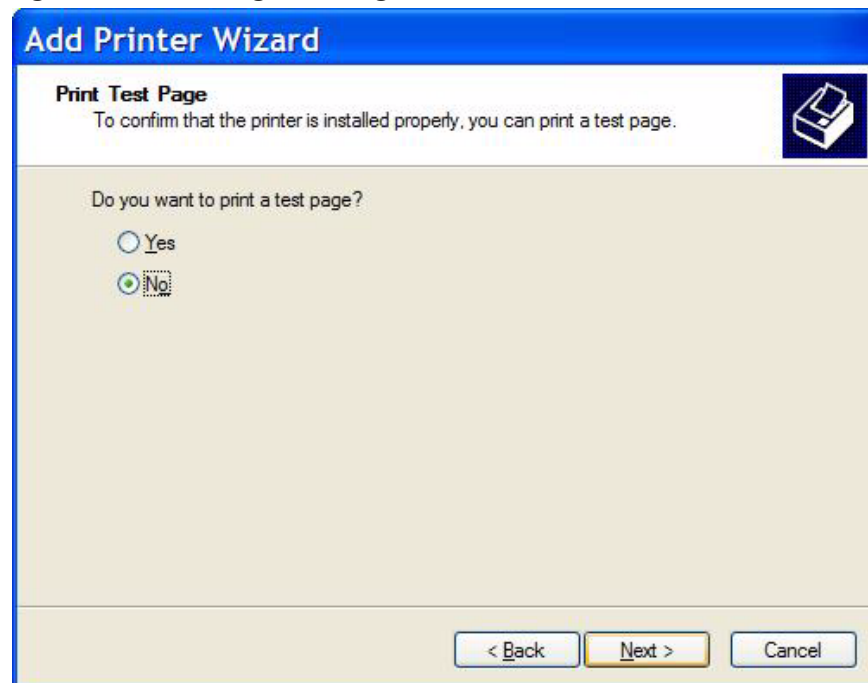 Add Printer Wizard
Print Test Page
To confirm that the printer is installed properly, you can print a test page.
Do you want to print a test page?
Yes
No
< Back Next > Cancel